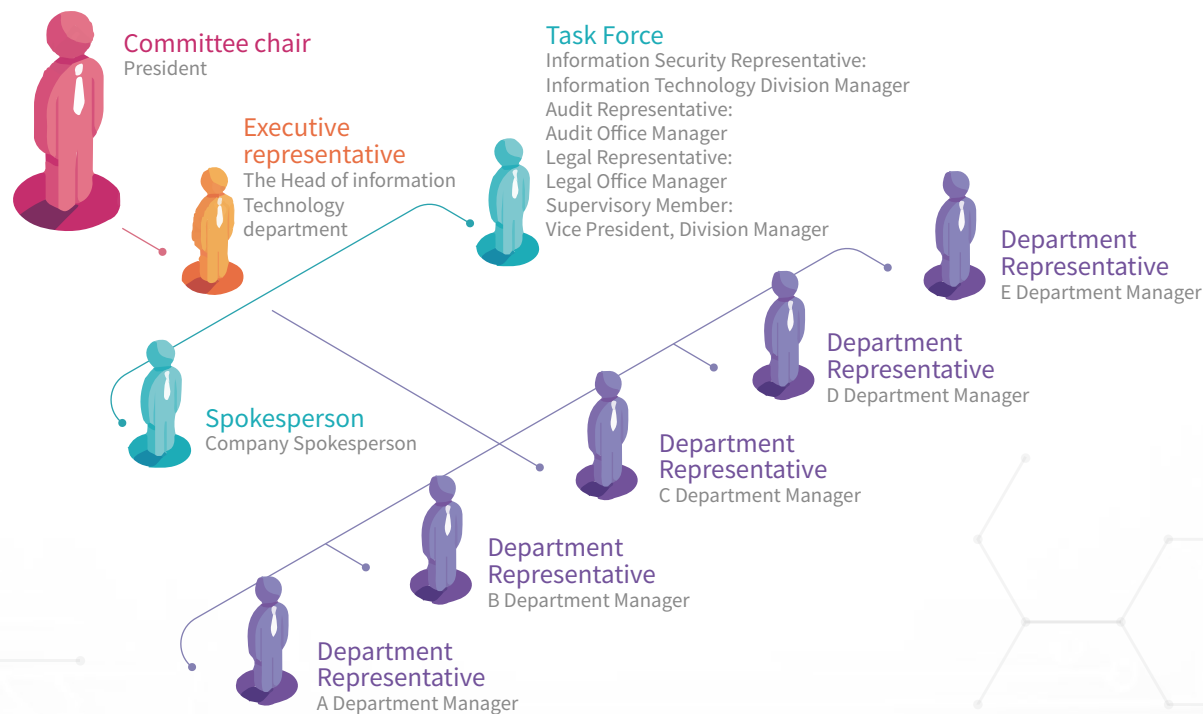 Committee chair
President
Executive
representative
The Head of information
Technology
department
Task Force
Information Security Representative:
Information Technology Division Manager
Audit Representative:
Audit Office Manager
Legal Representative:
Legal Office Manager
Supervisory Member:
Vice President, Division Manager
Spokesperson
Company Spokesperson
Department
Representative
E Department Manager
Department
Representative
D Department Manager
Department
Representative
C Department Manager
Department
Representative
B Department Manager
Department
Representative
A Department Manager